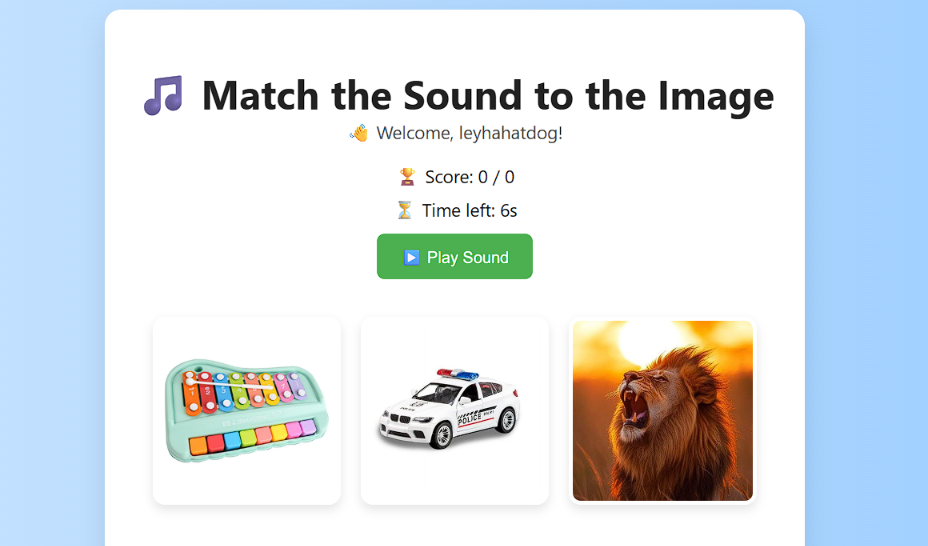 🎵 Match the Sound to the Image
👋 Welcome, leyhahatdog!
🏆 Score: 0 / 0
⏳ Time left: 6s
▶️ Play Sound
POLICE